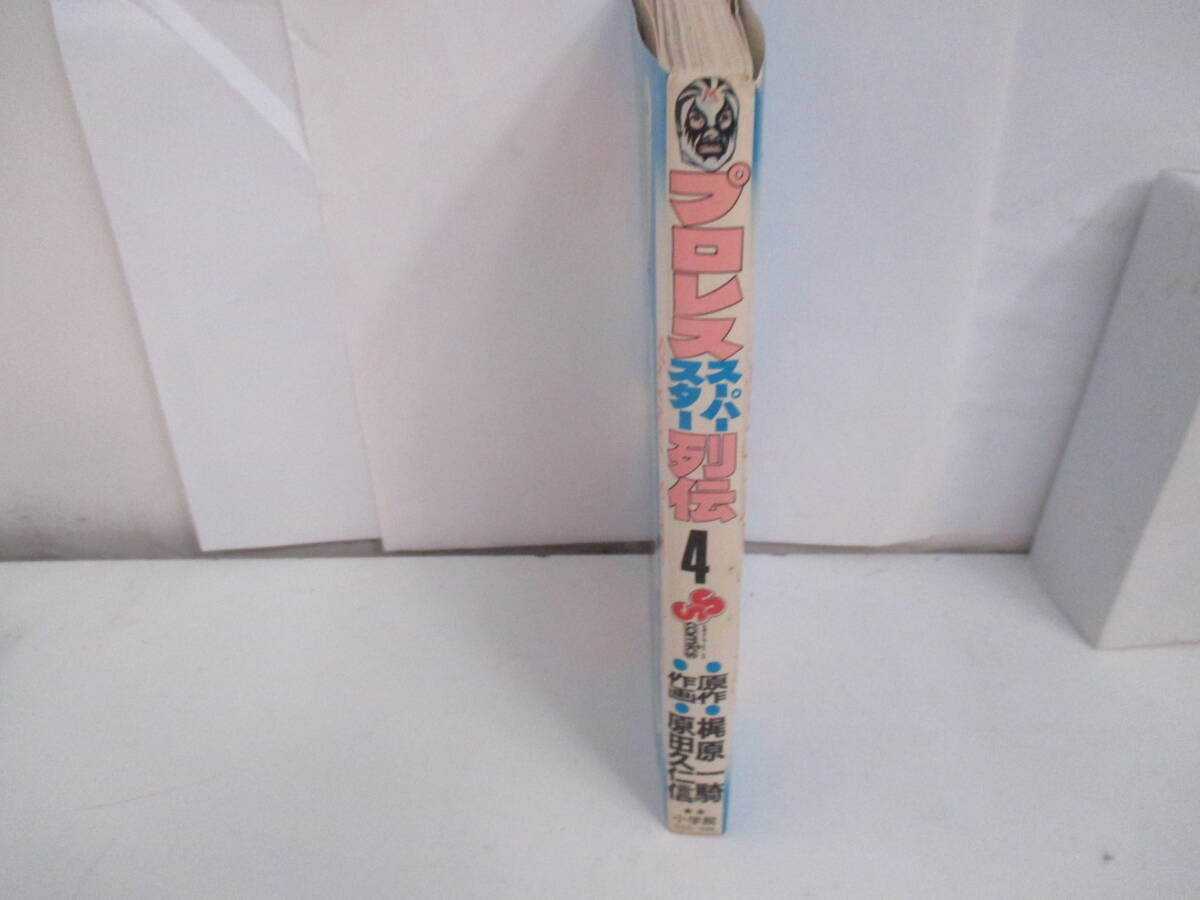 プロレス
スーパー
スター
列伝
4
SS
comics
●原作●梶原一騎
●作画●原田久仁信
小学館